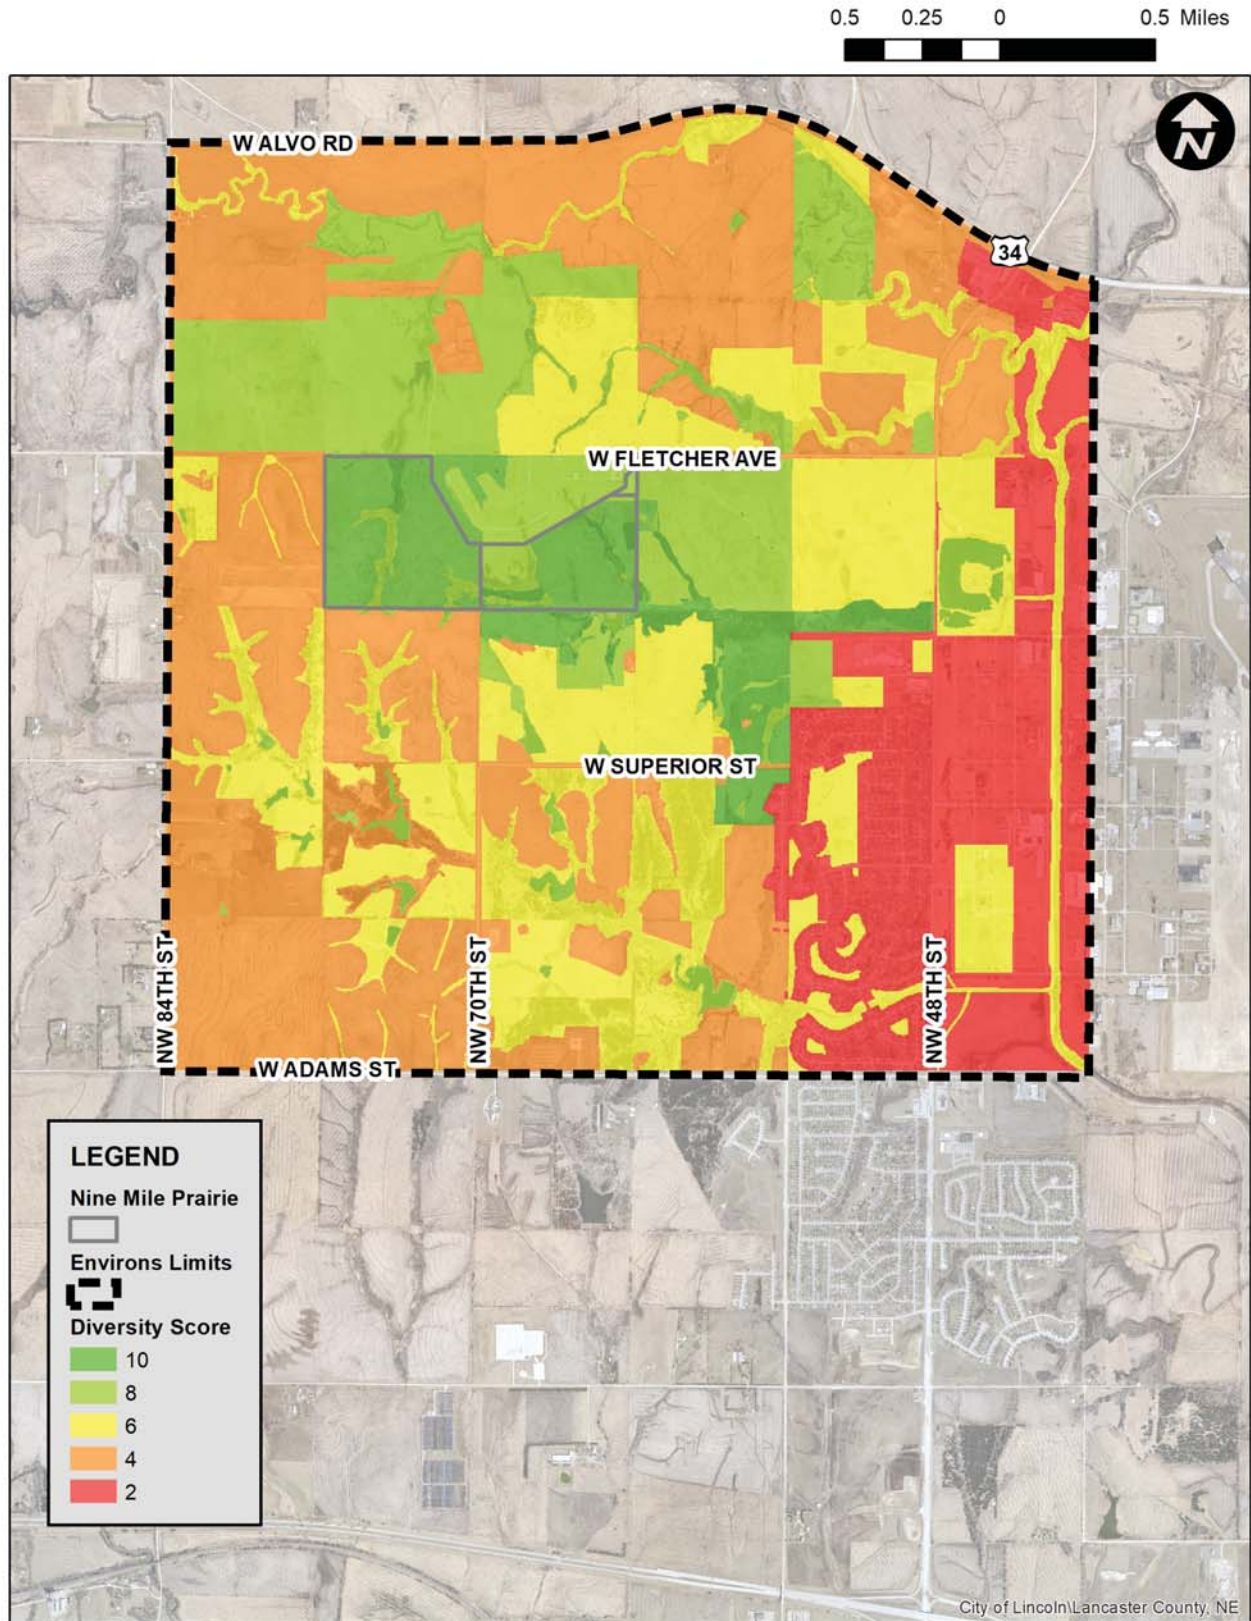 0.5 0.25 0 0.5 Miles
N
W ALVO RD
34
W FLETCHER AVE
W SUPERIOR ST
NW 84TH ST
NW 70TH ST
NW 48TH ST
W ADAMS ST
LEGEND
Nine Mile Prairie
Environs Limits
Diversity Score
10
8
6
4
2
City of Lincoln\Lancaster County, NE